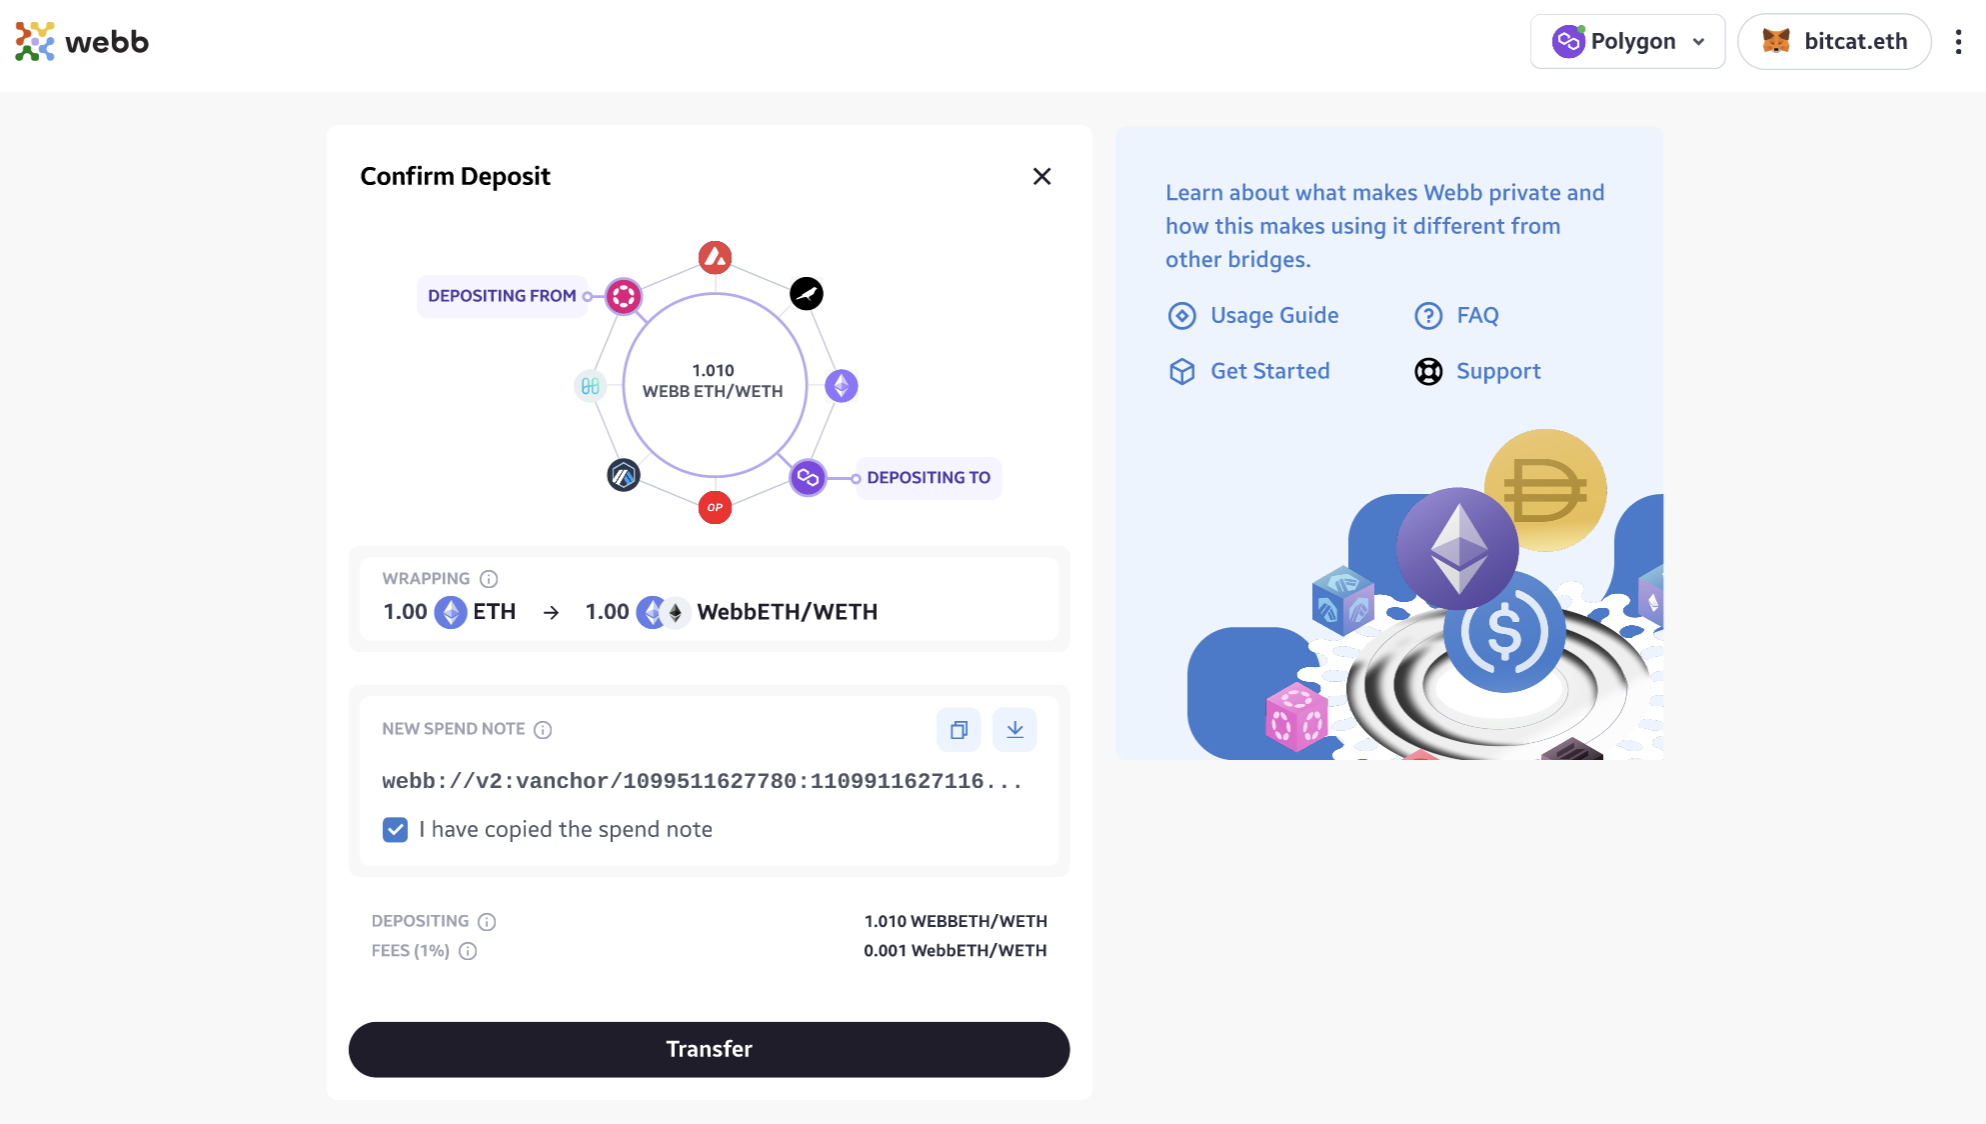 webb
Polygon
bitcat.eth
Confirm Deposit
DEPOSITING FROM
1.010
WEBB ETH/WETH
DEPOSITING TO
OP
WRAPPING
1.00 ETH → 1.00 WebbETH/WETH
NEW SPEND NOTE
webb://v2:vanchor/1099511627780:1109911627116...
I have copied the spend note
DEPOSITING 1.010 WEBBETH/WETH
FEES (1%) 0.001 WebbETH/WETH
Transfer
Learn about what makes Webb private and
how this makes using it different from
other bridges.
Usage Guide FAQ
Get Started Support